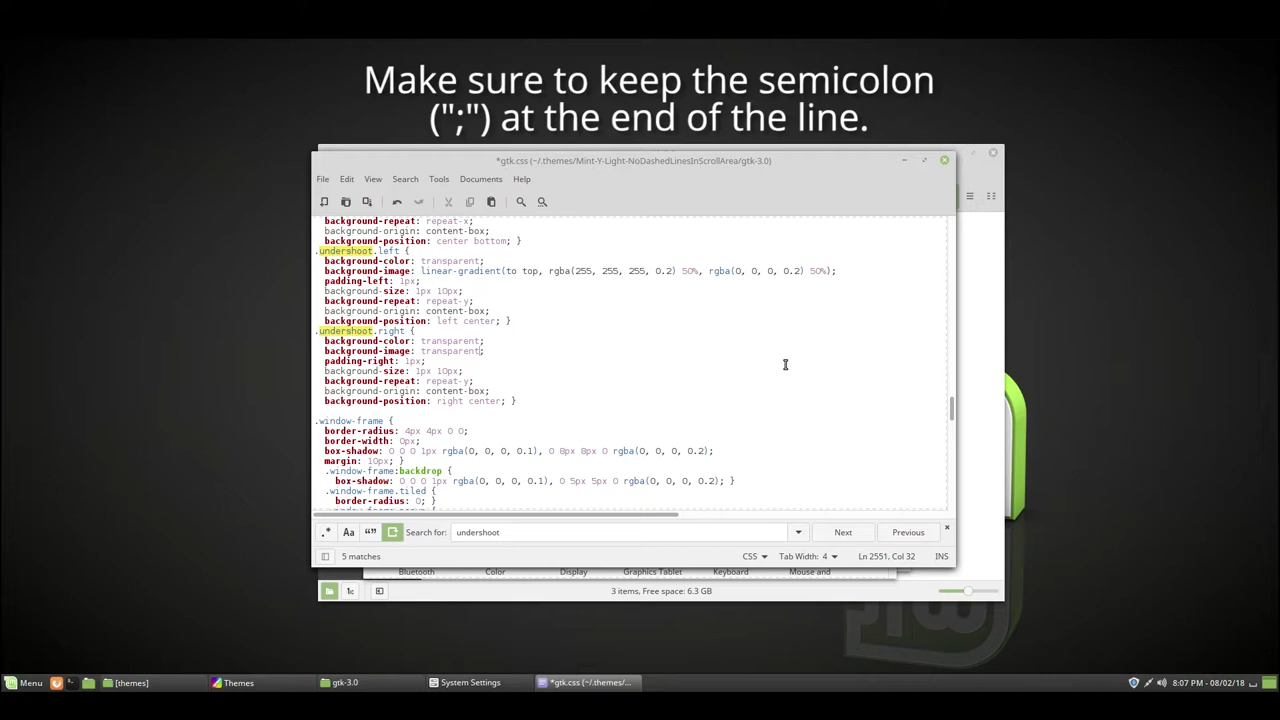 Make sure to keep the semicolon
(";") at the end of the line.
*gtk.css (~/.themes/Mint-Y-Light-NoDashedLinesInScrollArea/gtk-3.0)
File Edit View Search Tools Documents Help
background-repeat: repeat-x;
background-origin: content-box;
background-position: center bottom; }
.undershoot.left {
background-color: transparent;
background-image: linear-gradient(to top, rgba(255, 255, 255, 0.2) 50%, rgba(0, 0, 0, 0.2) 50%);
padding-left: 1px;
background-size: 1px 10px;
background-repeat: repeat-y;
background-origin: content-box;
background-position: left center; }
.undershoot.right {
background-color: transparent;
background-image: transparent;
padding-right: 1px;
background-size: 1px 10px;
background-repeat: repeat-y;
background-origin: content-box;
background-position: right center; }
.window-frame {
border-radius: 4px 4px 0 0;
border-width: 0px;
box-shadow: 0 0 0 1px rgba(0, 0, 0, 0.1), 0 8px 8px 0 rgba(0, 0, 0, 0.2);
margin: 10px; }
.window-frame:backdrop {
box-shadow: 0 0 0 1px rgba(0, 0, 0, 0.1), 0 5px 5px 0 rgba(0, 0, 0, 0.2); }
.window-frame.tiled {
border-radius: 0; }
.* Aa “” Search for: undershoot Next Previous
5 matches CSS Tab Width: 4 Ln 2551, Col 32 INS
Bluetooth Color Display Graphics Tablet Keyboard Mouse and
3 items, Free space: 6.3 GB
Menu [themes] Themes gtk-3.0 System Settings *gtk.css (~/.themes/... 8:07 PM - 08/02/18